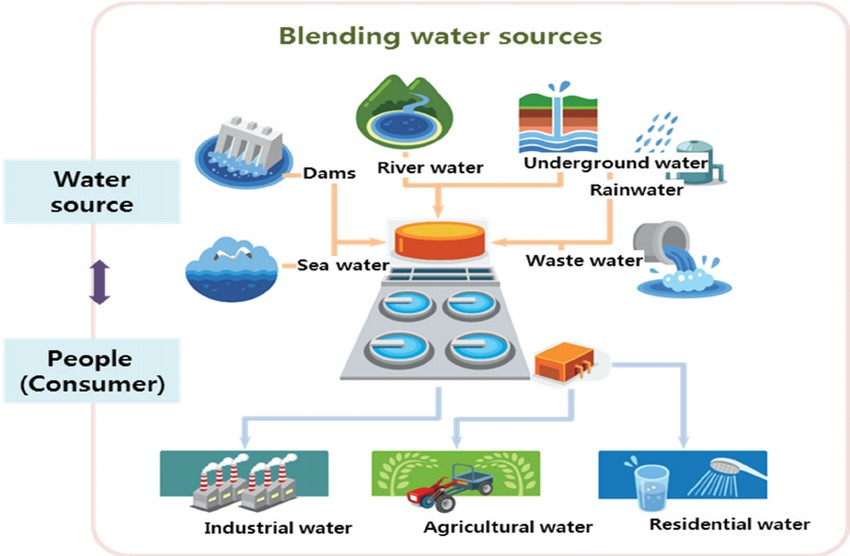 Blending water sources
Water
source
Dams
River water
Underground water
Rainwater
Sea water
Waste water
People
(Consumer)
Industrial water
Agricultural water
Residential water